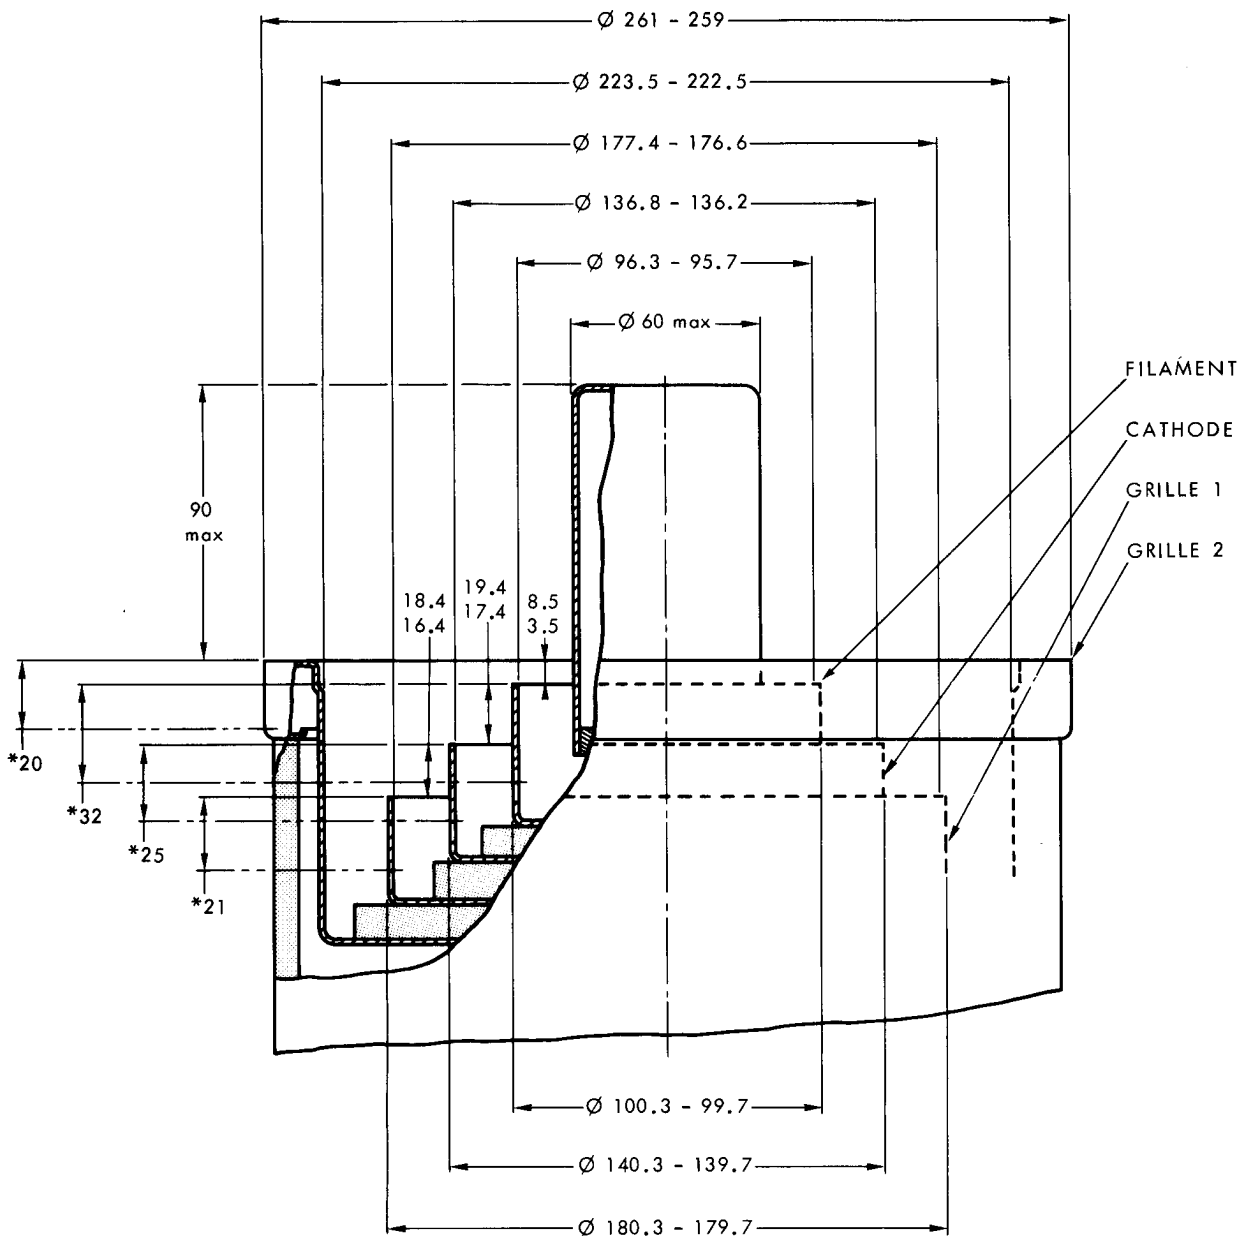 Ø 261 - 259
Ø 223.5 - 222.5
Ø 177.4 - 176.6
Ø 136.8 - 136.2
Ø 96.3 - 95.7
Ø 60 max
FILAMENT
CATHODE
GRILLE 1
GRILLE 2
90
max
18.4
16.4
19.4
17.4
8.5
3.5
*20
*32
*25
*21
Ø 100.3 - 99.7
Ø 140.3 - 139.7
Ø 180.3 - 179.7